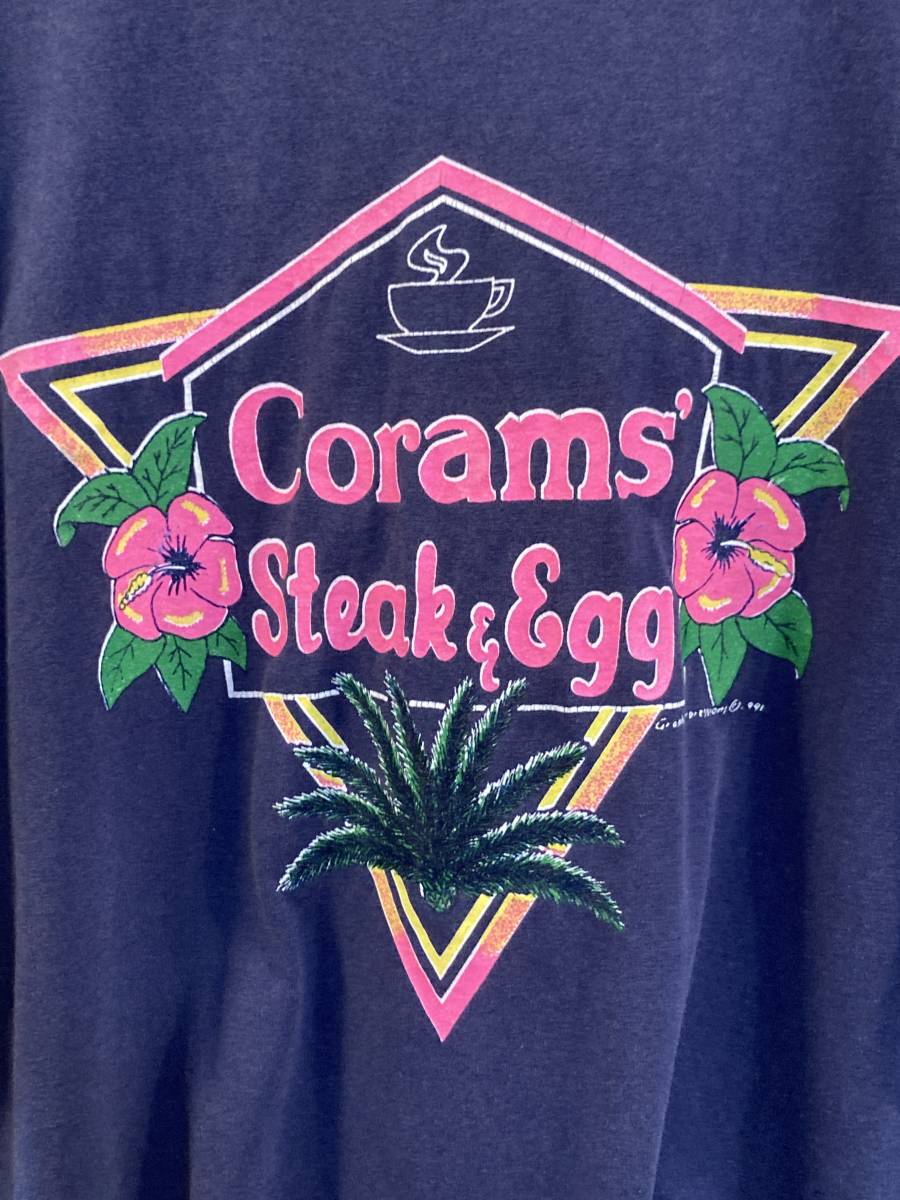 Corams'
Steak & Egg